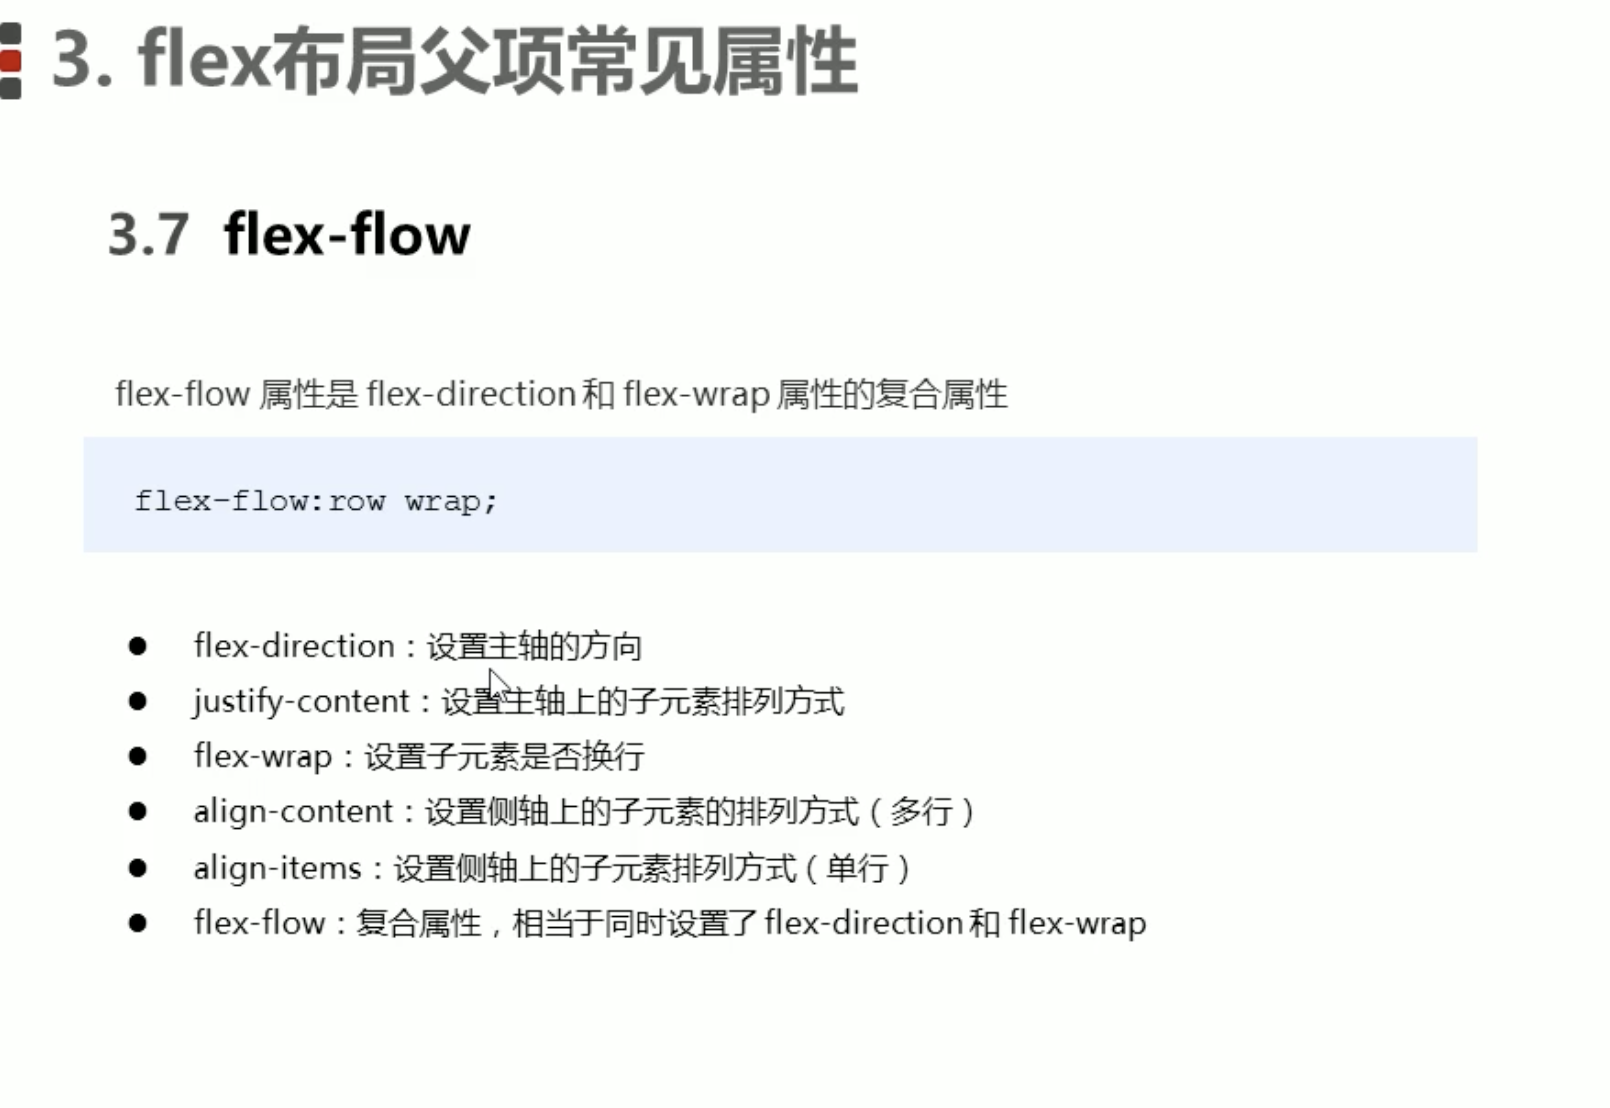 3. flex布局父项常见属性
3.7 flex-flow
flex-flow 属性是 flex-direction 和 flex-wrap 属性的复合属性
flex-flow:row wrap;
● flex-direction：设置主轴的方向
● justify-content：设置主轴上的子元素排列方式
● flex-wrap：设置子元素是否换行
● align-content：设置侧轴上的子元素的排列方式（多行）
● align-items：设置侧轴上的子元素排列方式（单行）
● flex-flow：复合属性，相当于同时设置了 flex-direction 和 flex-wrap